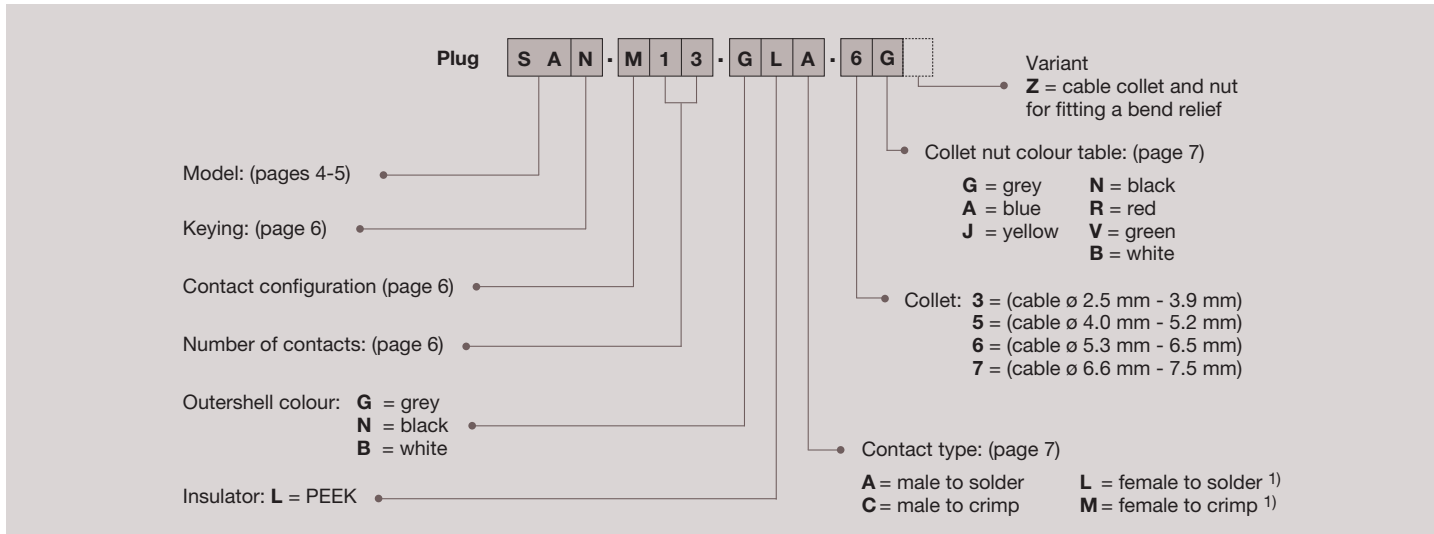 Plug S A N · M 1 3 · G L A · 6 G
Variant
Z = cable collet and nut
for fitting a bend relief
Collet nut colour table: (page 7)
G = grey N = black
A = blue R = red
J = yellow V = green
B = white
Model: (pages 4-5)
Keying: (page 6)
Contact configuration (page 6)
Number of contacts: (page 6)
Collet: 3 = (cable ø 2.5 mm - 3.9 mm)
5 = (cable ø 4.0 mm - 5.2 mm)
6 = (cable ø 5.3 mm - 6.5 mm)
7 = (cable ø 6.6 mm - 7.5 mm)
Outershell colour: G = grey
N = black
B = white
Insulator: L = PEEK
Contact type: (page 7)
A = male to solder L = female to solder 1)
C = male to crimp M = female to crimp 1)